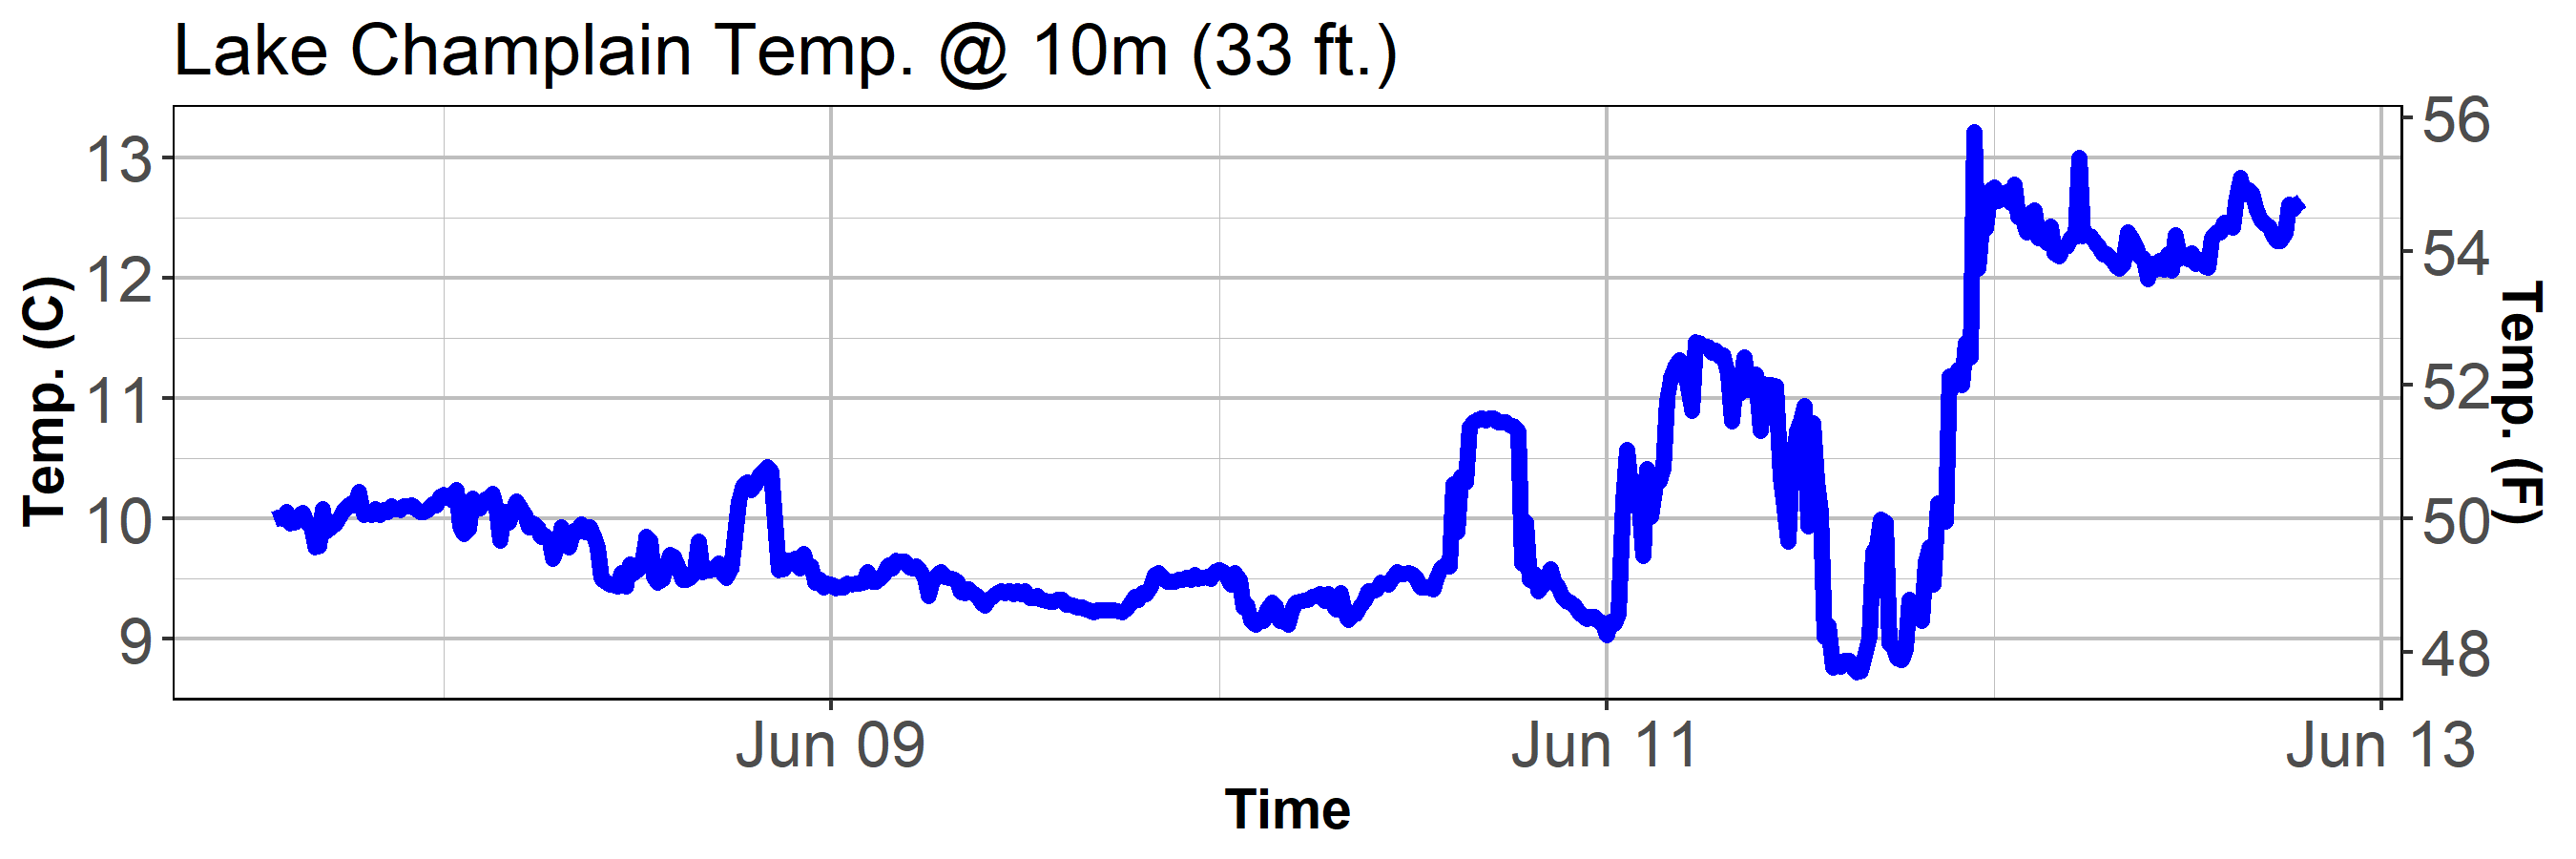 Lake Champlain Temp. @ 10m (33 ft.)
Temp. (C)
13
12
11
10
9
56
54
52
50
48
Temp. (F)
Jun 09
Jun 11
Jun 13
Time